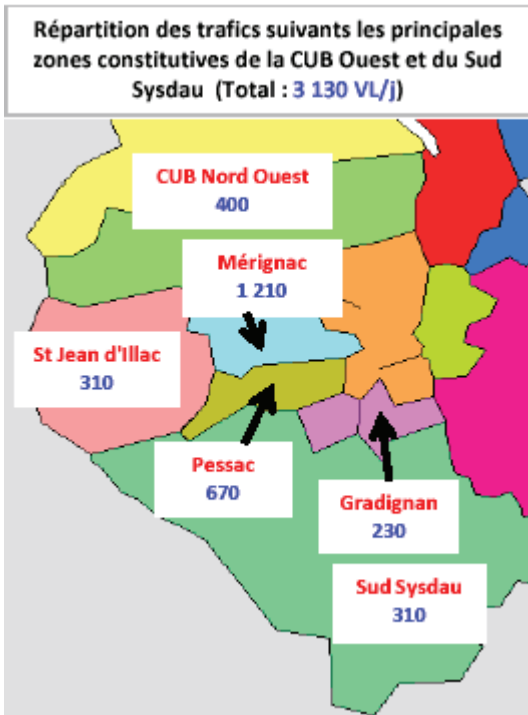 Répartition des trafics suivants les principales
zones constitutives de la CUB Ouest et du Sud
Sysdau (Total : 3 130 VL/j)
CUB Nord Ouest
400
Mérignac
1 210
St Jean d'Illac
310
Pessac
670
Gradignan
230
Sud Sysdau
310